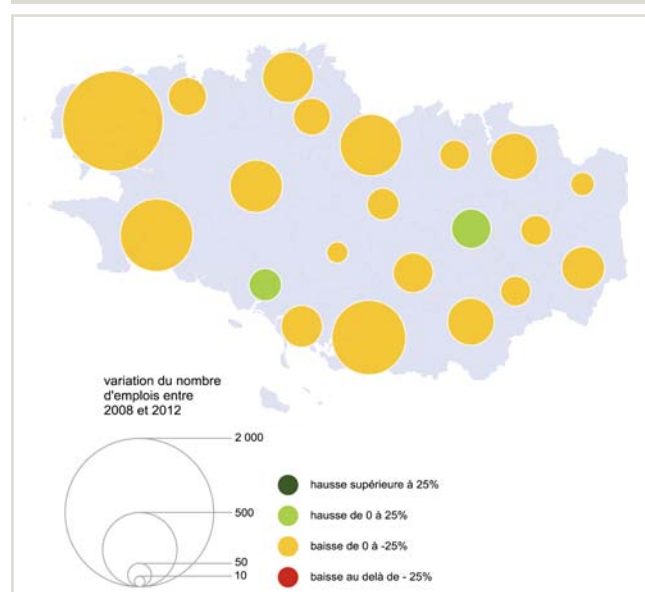 variation du nombre
d'emplois entre
2008 et 2012
2 000
500
50
10
hausse supérieure à 25%
hausse de 0 à 25%
baisse de 0 à -25%
baisse au delà de - 25%